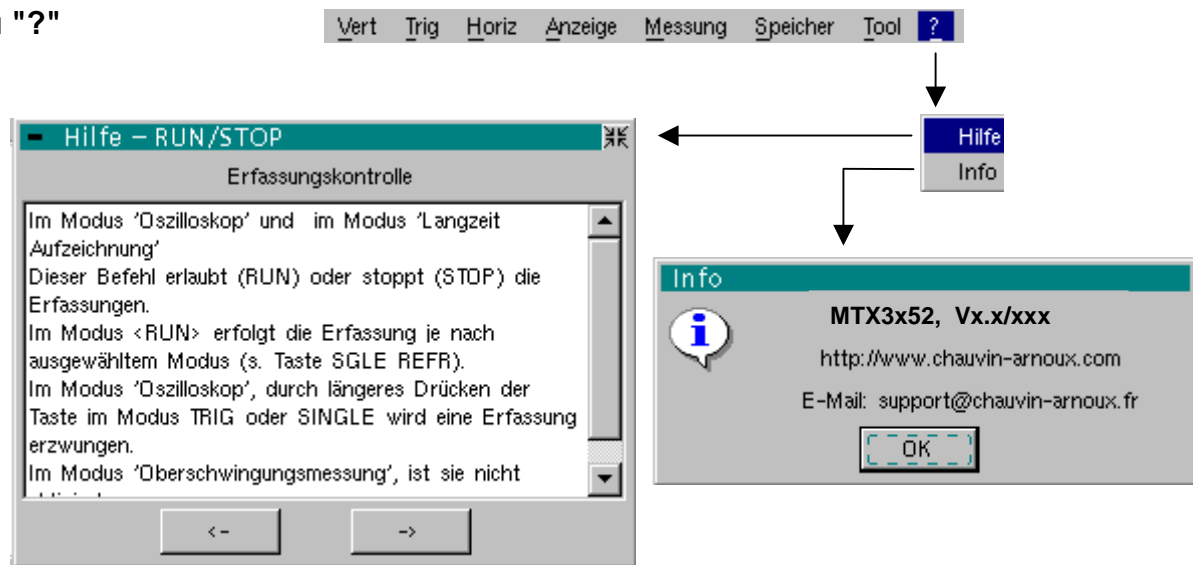 "?"
Vert Trig Horiz Anzeige Messung Speicher Tool ?
Hilfe
Info
Hilfe – RUN/STOP
Erfassungskontrolle
Im Modus 'Oszilloskop' und im Modus 'Langzeit
Aufzeichnung'
Dieser Befehl erlaubt (RUN) oder stoppt (STOP) die
Erfassungen.
Im Modus <RUN> erfolgt die Erfassung je nach
ausgewähltem Modus (s. Taste SGLE REFR).
Im Modus 'Oszilloskop', durch längeres Drücken der
Taste im Modus TRIG oder SINGLE wird eine Erfassung
erzwungen.
Im Modus 'Oberschwingungsmessung', ist sie nicht
<- ->
Info
MTX3x52, Vx.x/xxx
http://www.chauvin-arnoux.com
E-Mail: support@chauvin-arnoux.fr
OK